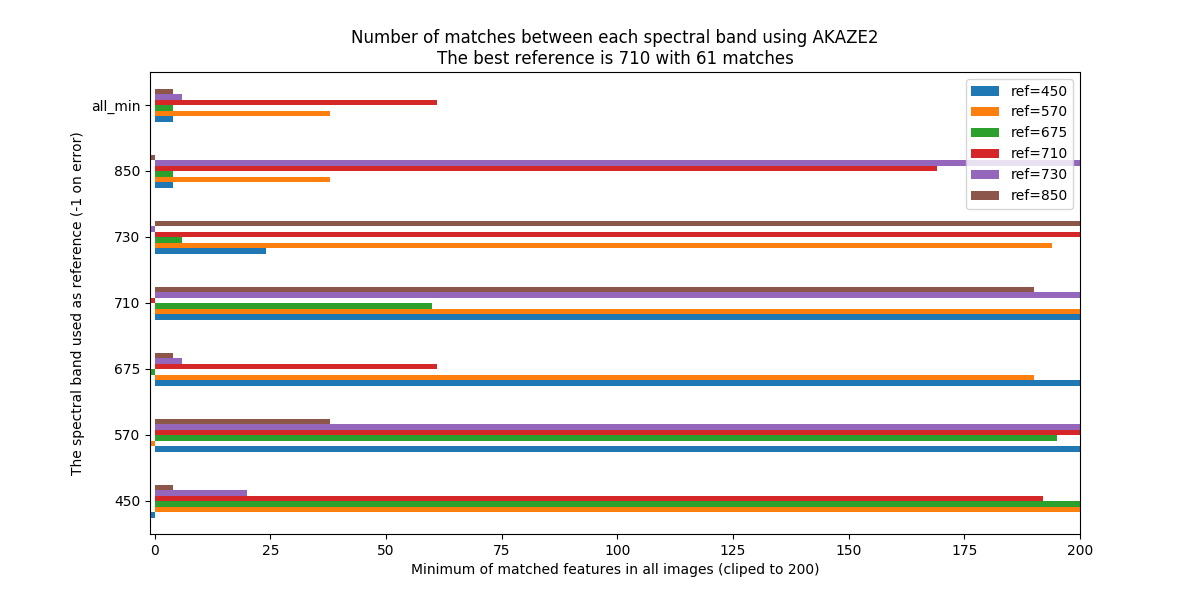 Number of matches between each spectral band using AKAZE2
The best reference is 710 with 61 matches
The spectral band used as reference (-1 on error)
all_min
850
730
710
675
570
450
ref=450
ref=570
ref=675
ref=710
ref=730
ref=850
0 25 50 75 100 125 150 175 200
Minimum of matched features in all images (cliped to 200)